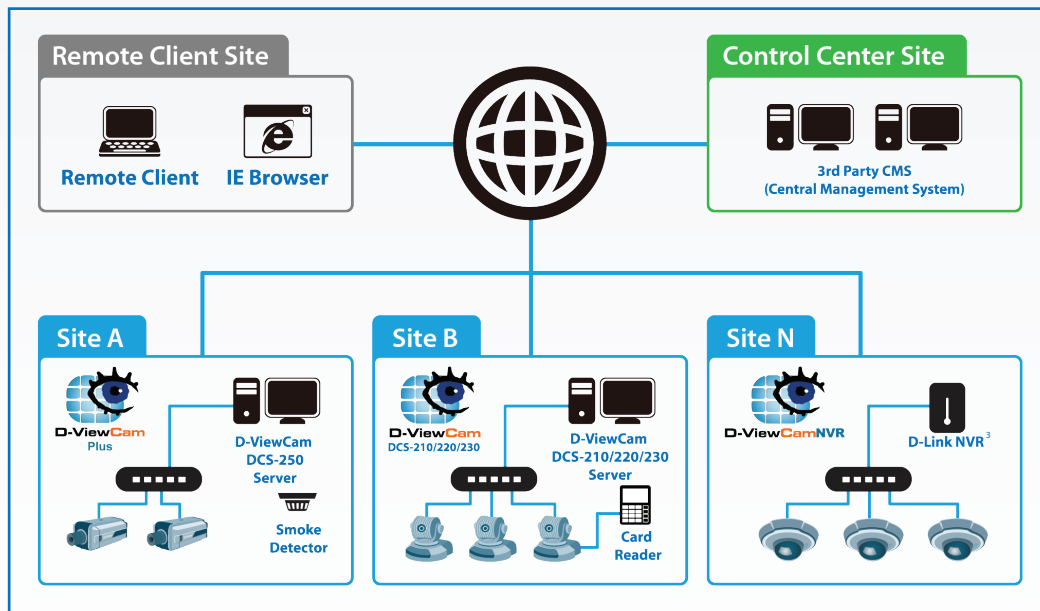 Remote Client Site
Remote Client
IE Browser
Control Center Site
3rd Party CMS
(Central Management System)
Site A
D-ViewCam
Plus
D-ViewCam
DCS-250
Server
Smoke
Detector
Site B
D-ViewCam
DCS-210/220/230
D-ViewCam
DCS-210/220/230
Server
Card
Reader
Site N
D-ViewCamNVR
D-Link NVR³